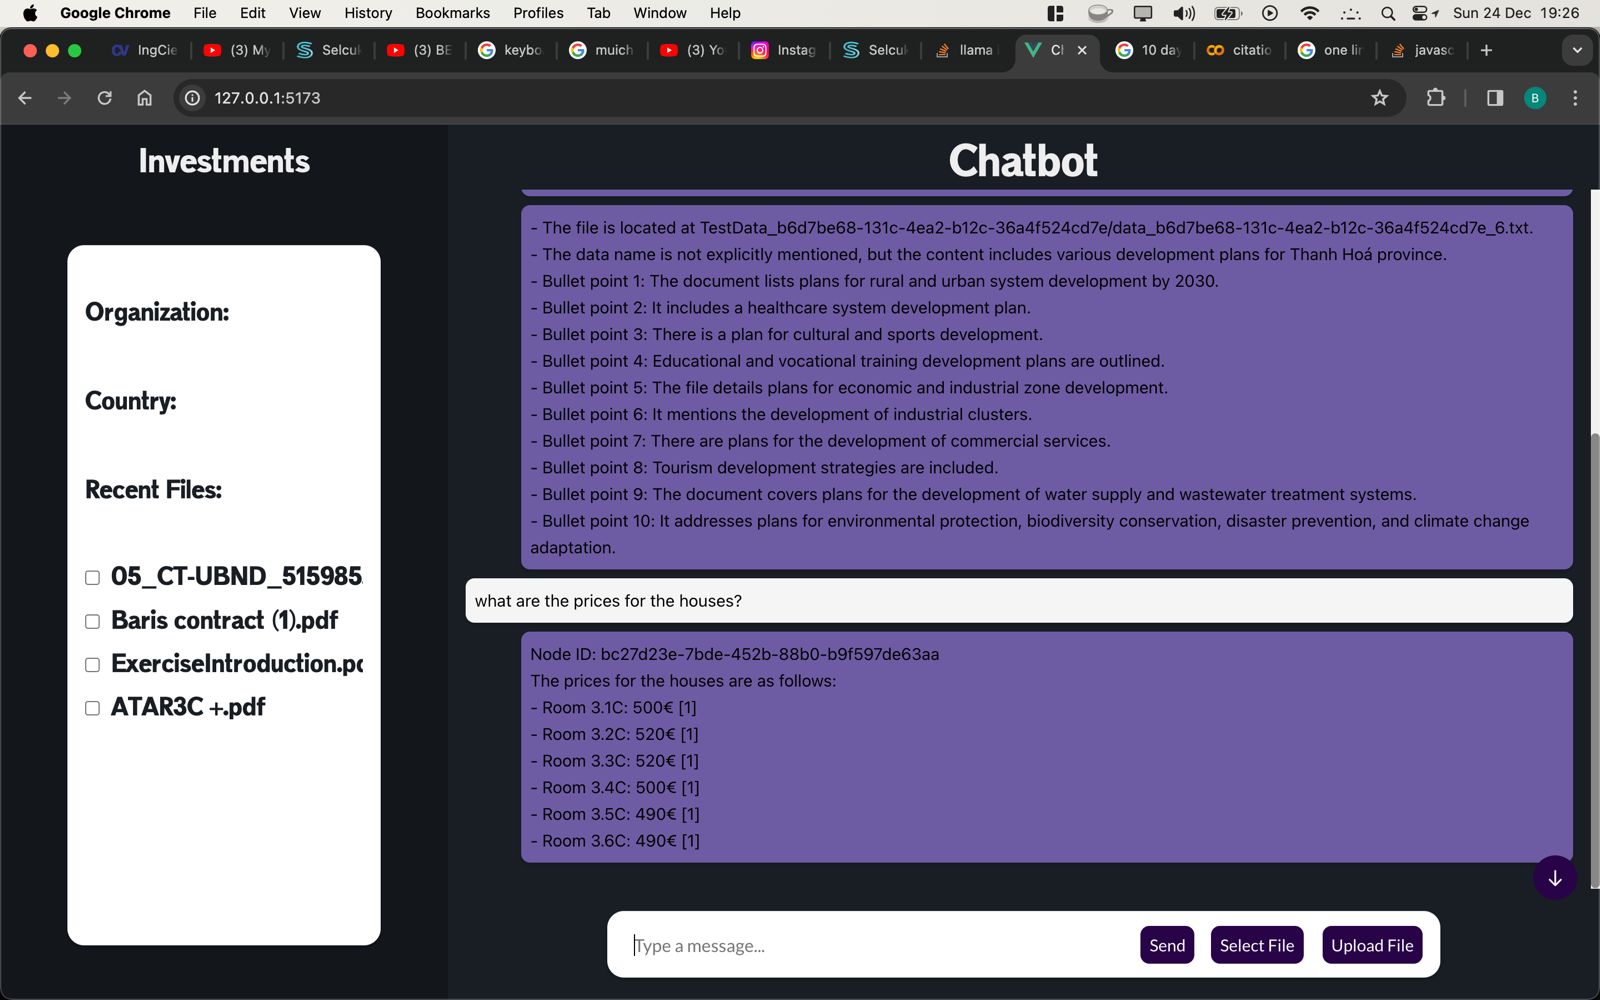 Google Chrome File Edit View History Bookmarks Profiles Tab Window Help Sun 24 Dec 19:26
IngCie (3) My Selcuk (3) BE keybo muich (3) Yo Instag Selcuk llama Ch 10 day citatio one lin javasc
127.0.0.1:5173 B
Investments
Organization:
Country:
Recent Files:
05_CT-UBND_515985
Baris contract (1).pdf
ExerciseIntroduction.pd
ATAR3C +.pdf
Chatbot
- The file is located at TestData_b6d7be68-131c-4ea2-b12c-36a4f524cd7e/data_b6d7be68-131c-4ea2-b12c-36a4f524cd7e_6.txt.
- The data name is not explicitly mentioned, but the content includes various development plans for Thanh Hoá province.
- Bullet point 1: The document lists plans for rural and urban system development by 2030.
- Bullet point 2: It includes a healthcare system development plan.
- Bullet point 3: There is a plan for cultural and sports development.
- Bullet point 4: Educational and vocational training development plans are outlined.
- Bullet point 5: The file details plans for economic and industrial zone development.
- Bullet point 6: It mentions the development of industrial clusters.
- Bullet point 7: There are plans for the development of commercial services.
- Bullet point 8: Tourism development strategies are included.
- Bullet point 9: The document covers plans for the development of water supply and wastewater treatment systems.
- Bullet point 10: It addresses plans for environmental protection, biodiversity conservation, disaster prevention, and climate change
adaptation.
what are the prices for the houses?
Node ID: bc27d23e-7bde-452b-88b0-b9f597de63aa
The prices for the houses are as follows:
- Room 3.1C: 500€ [1]
- Room 3.2C: 520€ [1]
- Room 3.3C: 520€ [1]
- Room 3.4C: 500€ [1]
- Room 3.5C: 490€ [1]
- Room 3.6C: 490€ [1]
Type a message... Send Select File Upload File